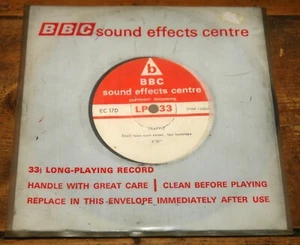 BBC sound effects centre
b
BBC
sound effects centre
EC 17D
LP 33
TRAFFIC
33⅓ LONG-PLAYING RECORD
HANDLE WITH GREAT CARE | CLEAN BEFORE PLAYING
REPLACE IN THIS ENVELOPE IMMEDIATELY AFTER USE